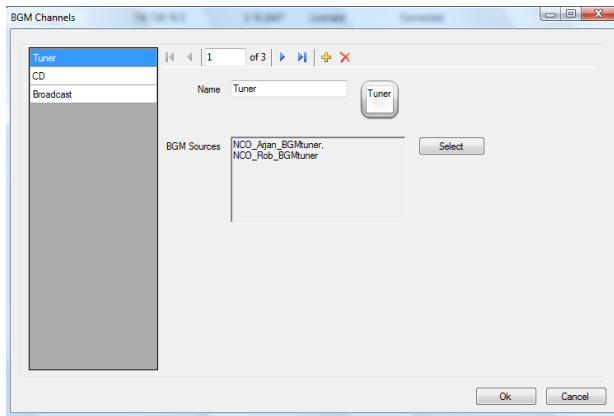 BGM Channels
Tuner
CD
Broadcast
1 of 3
Name Tuner
Tuner
BGM Sources
NCO_Arjan_BGMtuner,
NCO_Rob_BGMtuner
Select
Ok Cancel